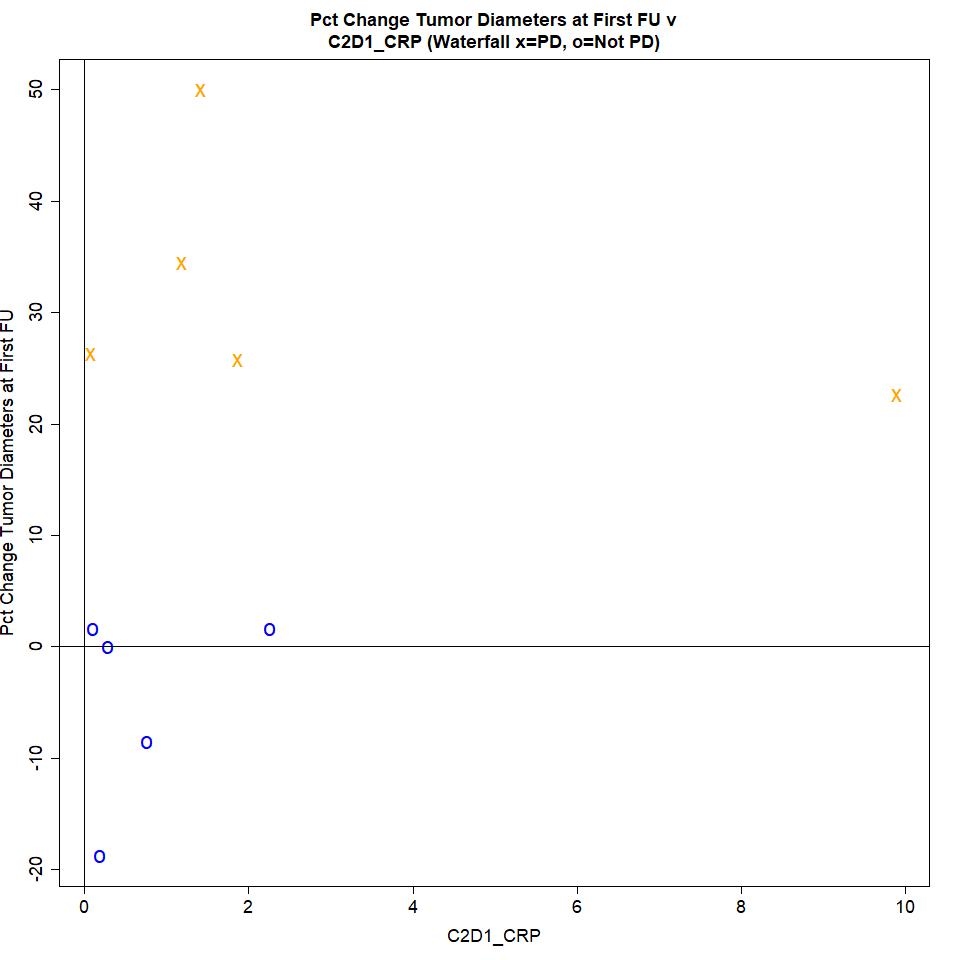 Pct Change Tumor Diameters at First FU v
C2D1_CRP (Waterfall x=PD, o=Not PD)
Pct Change Tumor Diameters at First FU
50
40
30
20
10
0
-10
-20
X
X
X
X
X
O
O
O
O
O
0 2 4 6 8 10
C2D1_CRP